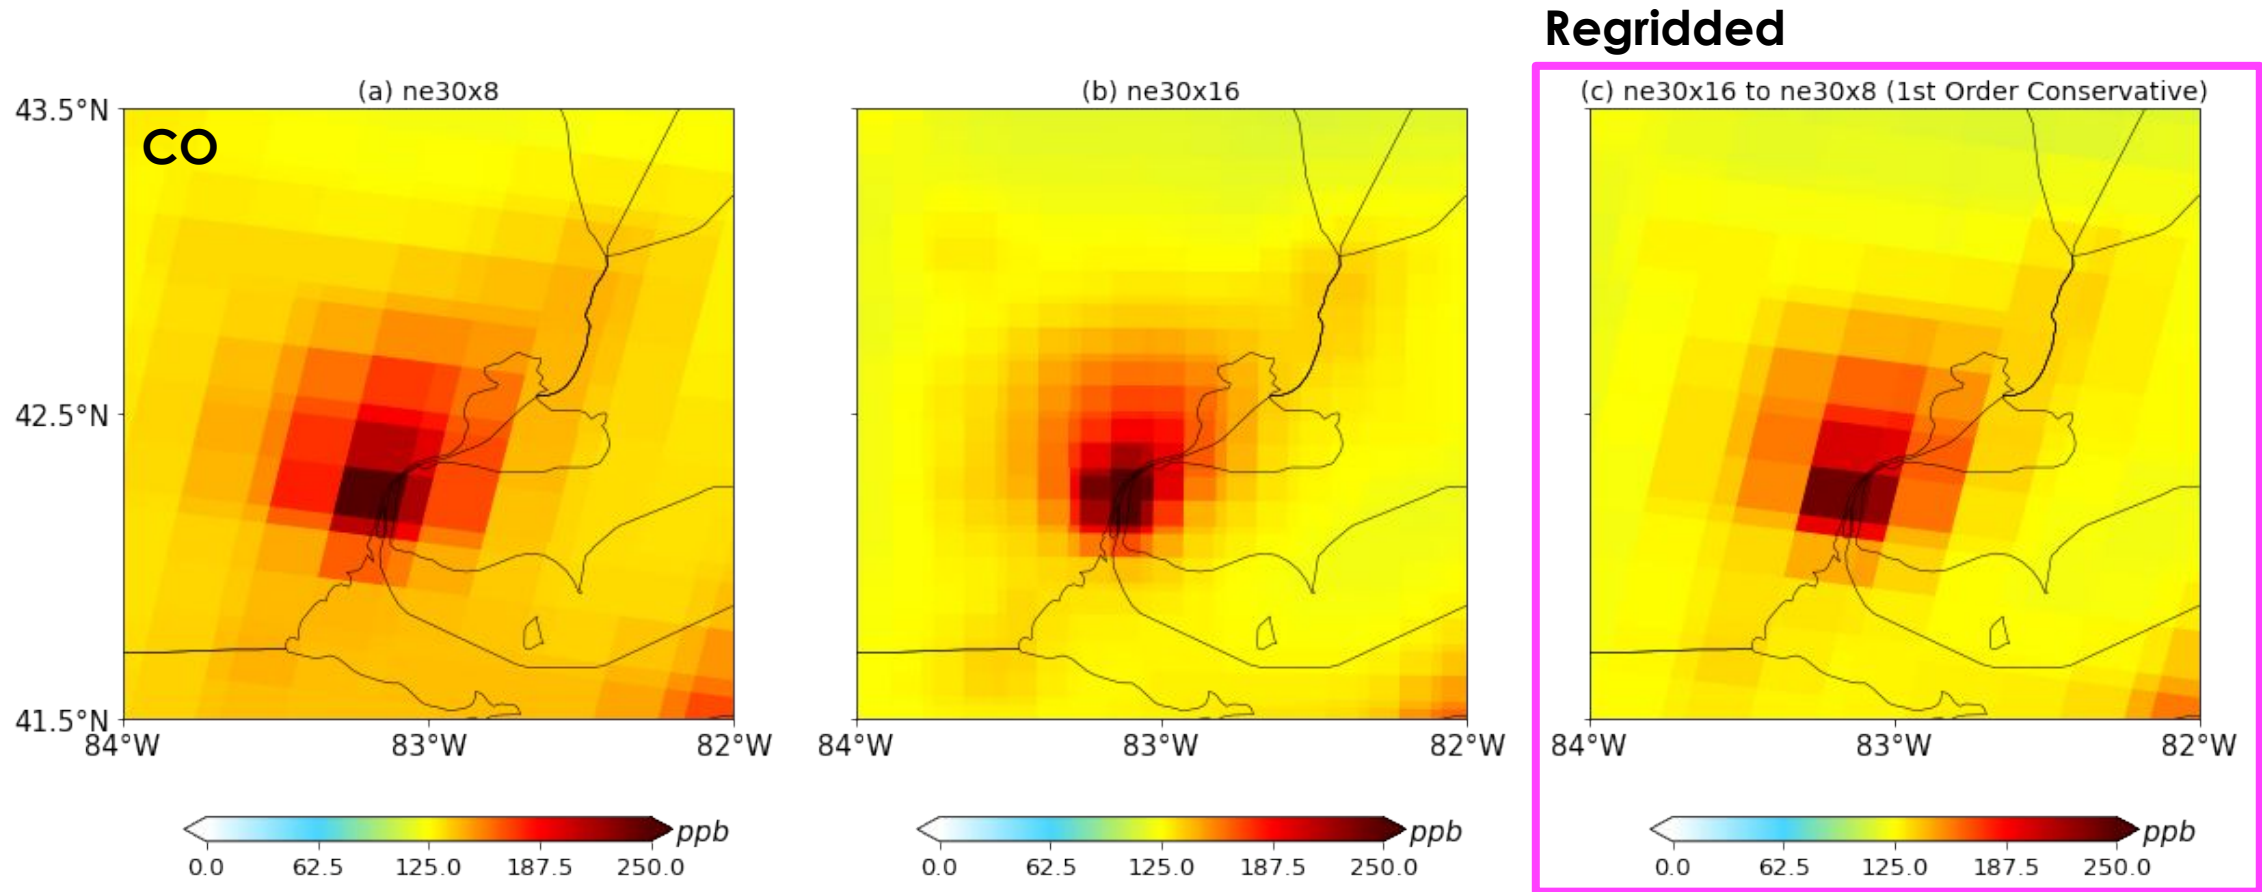 Regridded
(a) ne30x8
(b) ne30x16
(c) ne30x16 to ne30x8 (1st Order Conservative)
CO
43.5°N
42.5°N
41.5°N
84°W 83°W 82°W
84°W 83°W 82°W
84°W 83°W 82°W
ppb
0.0 62.5 125.0 187.5 250.0
ppb
0.0 62.5 125.0 187.5 250.0
ppb
0.0 62.5 125.0 187.5 250.0